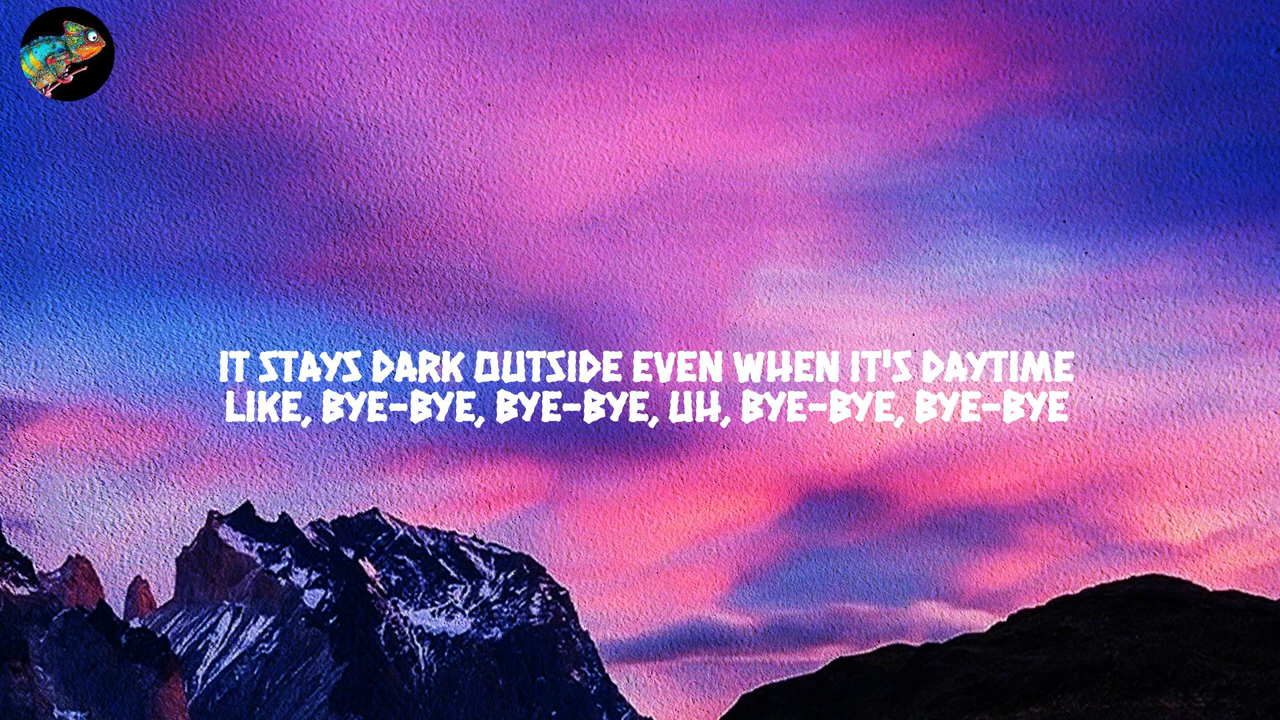 IT STAYS DARK OUTSIDE EVEN WHEN IT'S DAYTIME
LIKE, BYE-BYE, BYE-BYE, UH, BYE-BYE, BYE-BYE